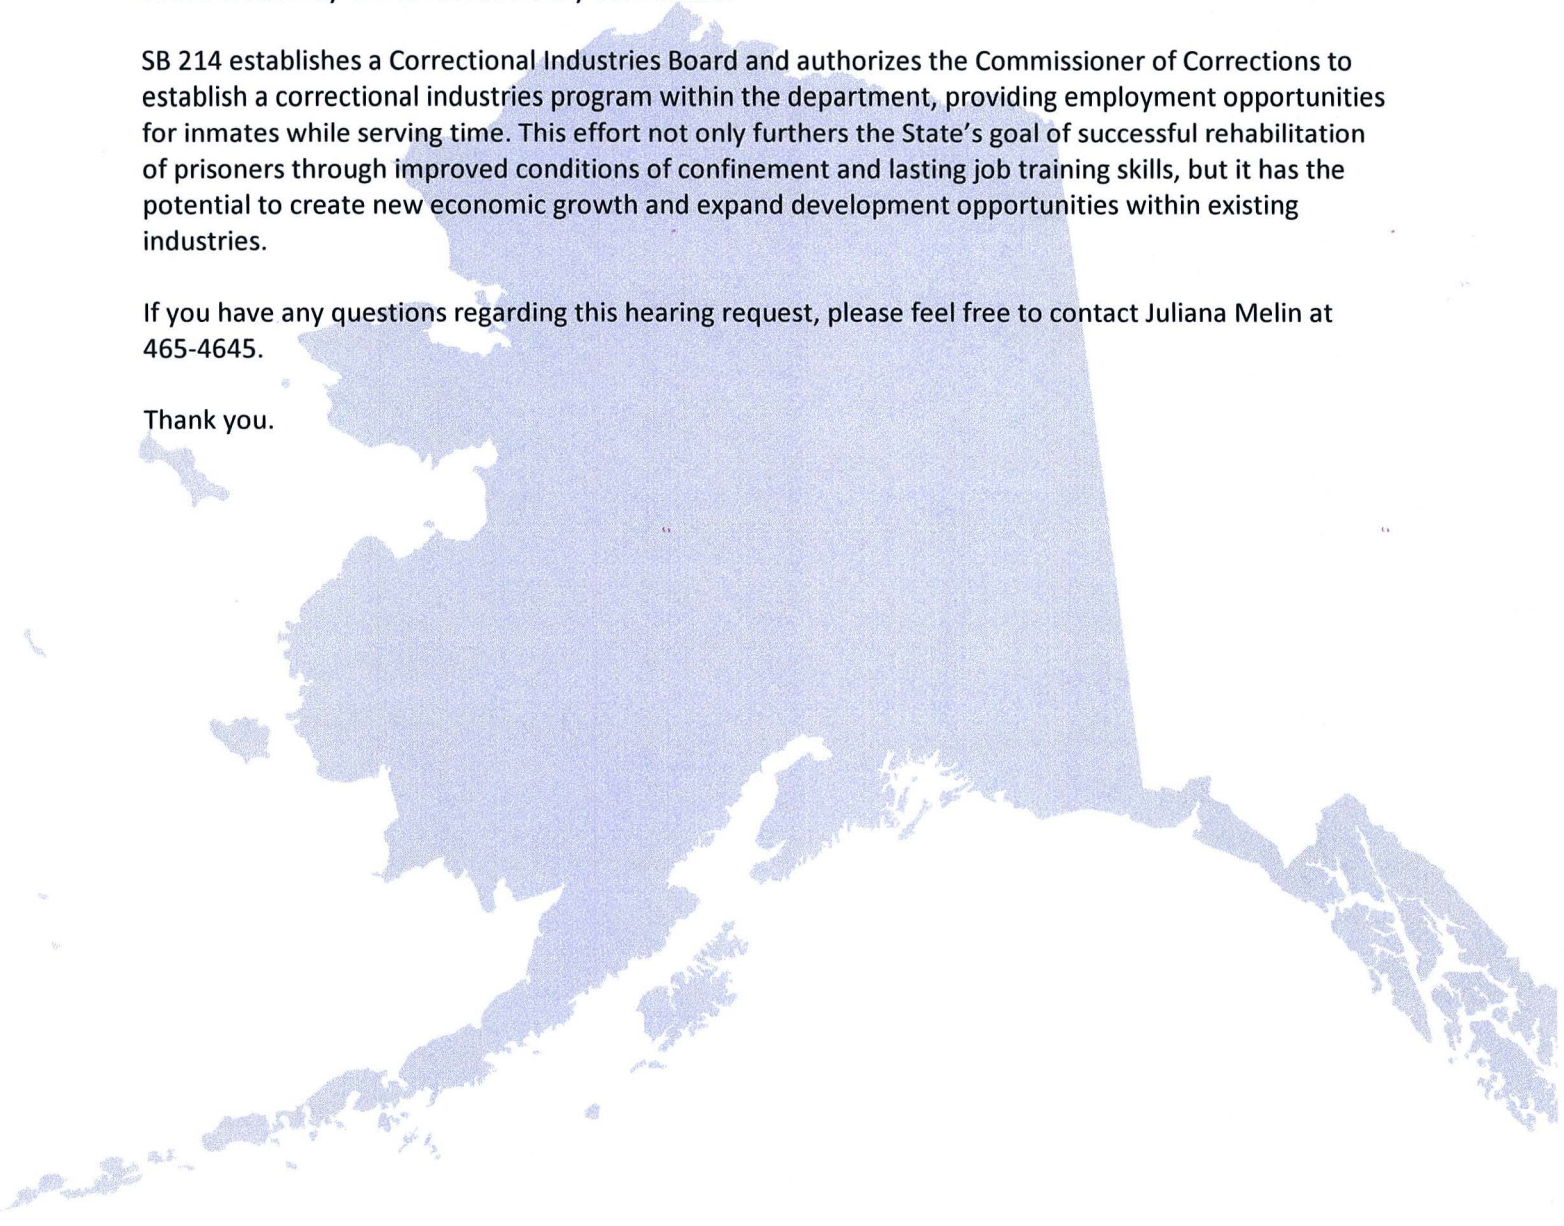 SB 214 establishes a Correctional Industries Board and authorizes the Commissioner of Corrections to
establish a correctional industries program within the department, providing employment opportunities
for inmates while serving time. This effort not only furthers the State’s goal of successful rehabilitation
of prisoners through improved conditions of confinement and lasting job training skills, but it has the
potential to create new economic growth and expand development opportunities within existing
industries.
If you have any questions regarding this hearing request, please feel free to contact Juliana Melin at
465-4645.
Thank you.